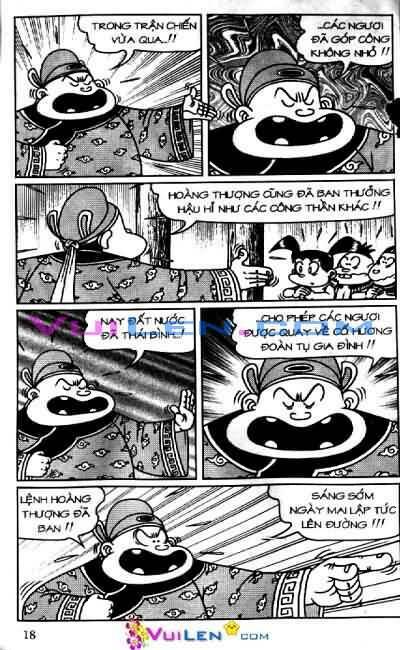 TRONG TRẬN CHIẾN
VỪA QUA...!!
...CÁC NGƯƠI
ĐÃ GÓP CÔNG
KHÔNG NHỎ !!
HOÀNG THƯỢNG CŨNG ĐÃ BAN THƯỞNG
HẬU HĨ NHƯ CÁC CÔNG THẦN KHÁC !!
NAY ĐẤT NƯỚC
ĐÃ THÁI BÌNH...
CHO PHÉP CÁC NGƯƠI
ĐƯỢC QUAY VỀ CỐ HƯƠNG
ĐOÀN TỤ GIA ĐÌNH !!
VUILEN.COM
LỆNH HOÀNG
THƯỢNG ĐÃ
BAN !!
SÁNG SỚM
NGÀY MAI LẬP TỨC
LÊN ĐƯỜNG !!!
18
VUILEN COM